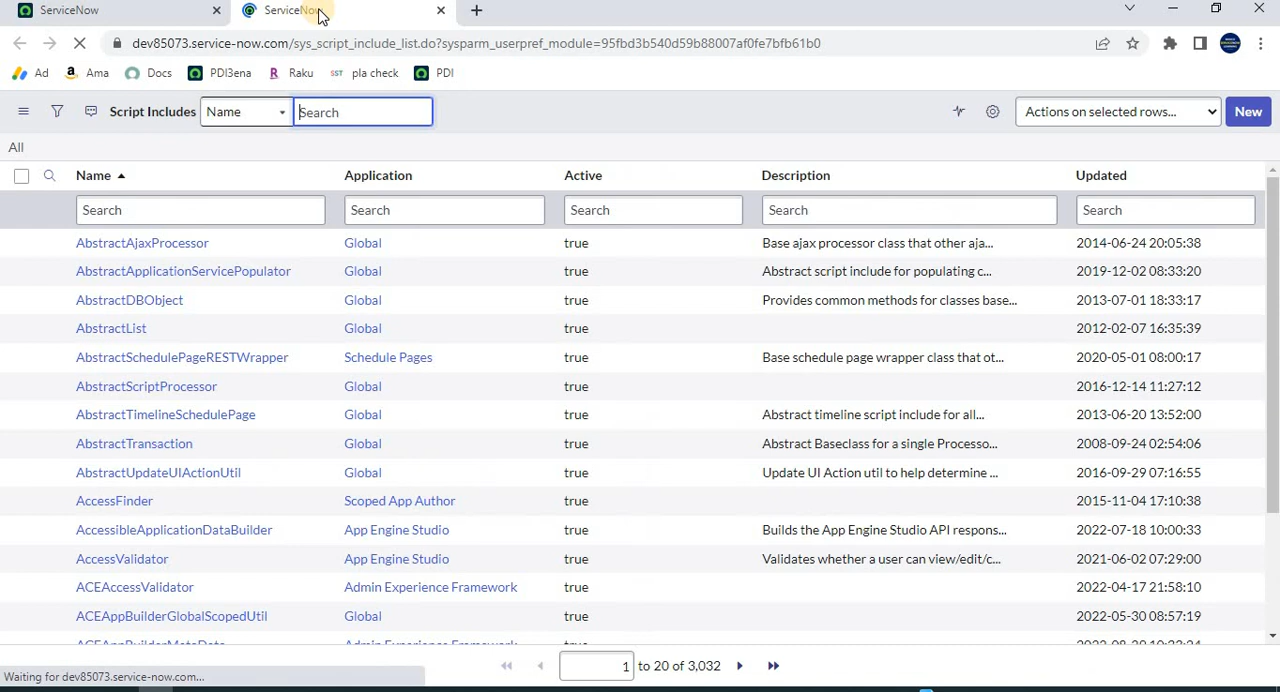 ServiceNow ServiceNow
dev85073.service-now.com/sys_script_include_list.do?sysparm_userpref_module=95fbd3b540d59b88007af0fe7bfb61b0
Ad Ama Docs PDI3ena Raku SST pla check PDI
Script Includes Name Search Actions on selected rows... New
All
Name Application Active Description Updated
Search Search Search Search Search
AbstractAjaxProcessor Global true Base ajax processor class that other aja... 2014-06-24 20:05:38
AbstractApplicationServicePopulator Global true Abstract script include for populating c... 2019-12-02 08:33:20
AbstractDBObject Global true Provides common methods for classes base... 2013-07-01 18:33:17
AbstractList Global true 2012-02-07 16:35:39
AbstractSchedulePageRESTWrapper Schedule Pages true Base schedule page wrapper class that ot... 2020-05-01 08:00:17
AbstractScriptProcessor Global true 2016-12-14 11:27:12
AbstractTimelineSchedulePage Global true Abstract timeline script include for all... 2013-06-20 13:52:00
AbstractTransaction Global true Abstract Baseclass for a single Processo... 2008-09-24 02:54:06
AbstractUpdateUIActionUtil Global true Update UI Action util to help determine ... 2016-09-29 07:16:55
AccessFinder Scoped App Author true 2015-11-04 17:10:38
AccessibleApplicationDataBuilder App Engine Studio true Builds the App Engine Studio API respons... 2022-07-18 10:00:33
AccessValidator App Engine Studio true Validates whether a user can view/edit/c... 2021-06-02 07:29:00
ACEAccessValidator Admin Experience Framework true 2022-04-17 21:58:10
ACEAppBuilderGlobalScopedUtil Global true 2022-05-30 08:57:19
ACEAppBuilderMetaData Admin Experience Framework true
1 to 20 of 3,032
Waiting for dev85073.service-now.com...